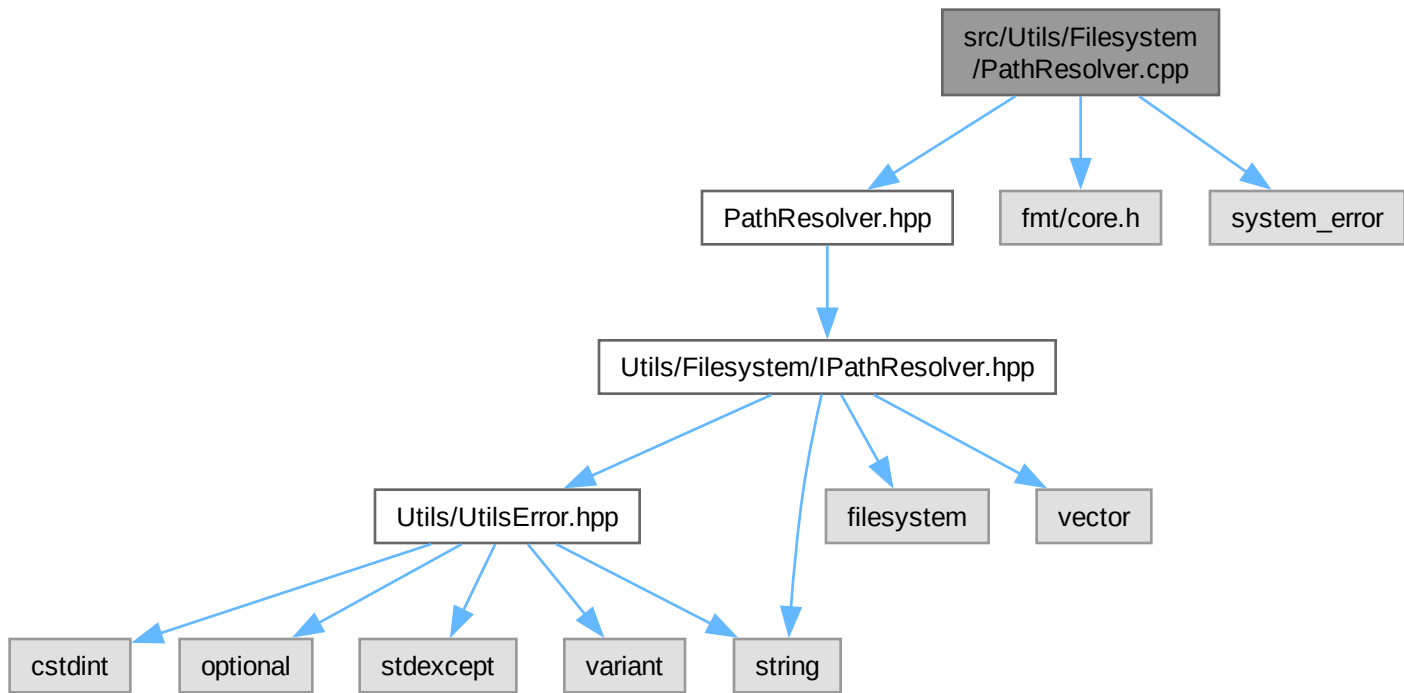 src/Utils/Filesystem
/PathResolver.cpp
PathResolver.hpp
fmt/core.h
system_error
Utils/Filesystem/IPathResolver.hpp
Utils/UtilsError.hpp
filesystem
vector
cstdint
optional
stdexcept
variant
string